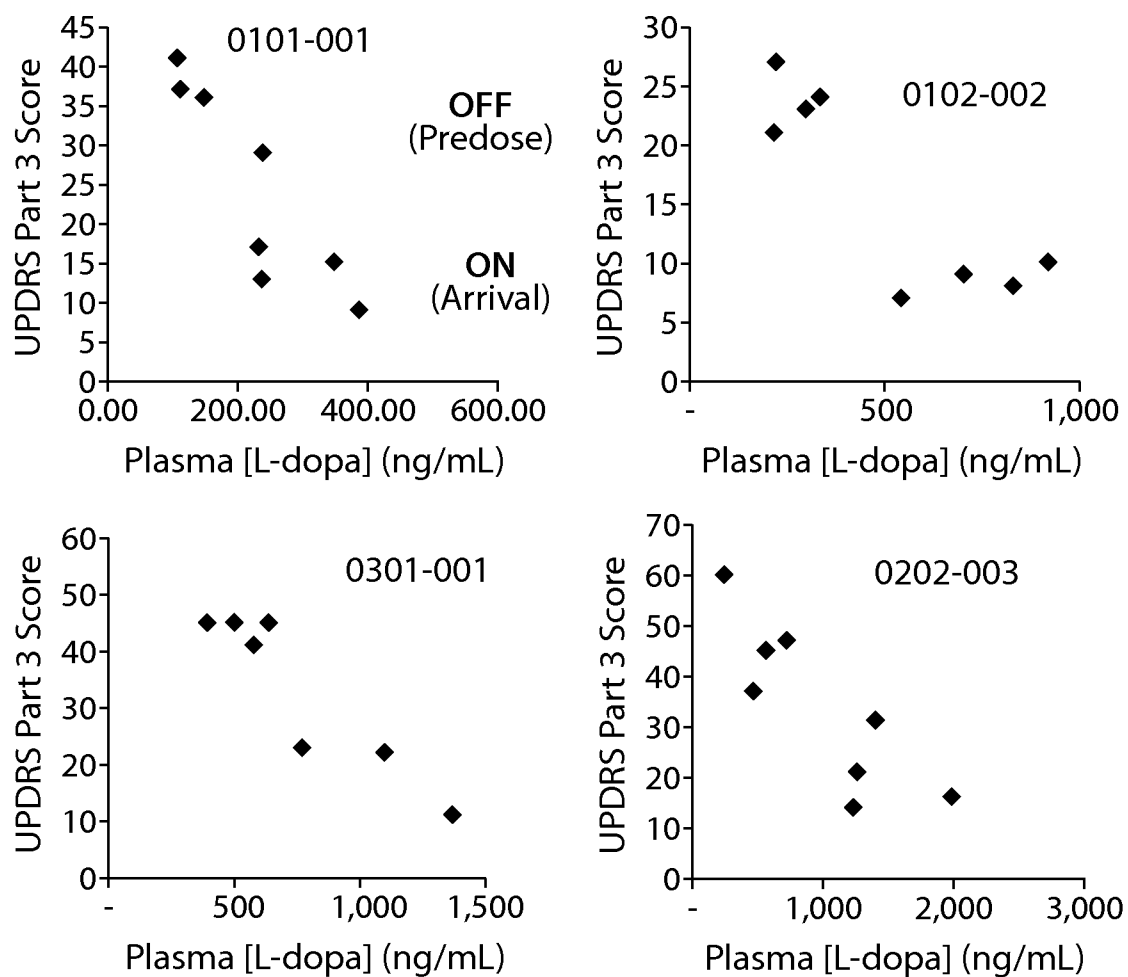 UPDRS Part 3 Score
45
40
35
30
25
20
15
10
5
0
0101-001
OFF
(Predose)
ON
(Arrival)
0.00 200.00 400.00 600.00
Plasma [L-dopa] (ng/mL)
UPDRS Part 3 Score
30
25
20
15
10
5
0
0102-002
- 500 1,000
Plasma [L-dopa] (ng/mL)
UPDRS Part 3 Score
60
50
40
30
20
10
0
0301-001
- 500 1,000 1,500
Plasma [L-dopa] (ng/mL)
UPDRS Part 3 Score
70
60
50
40
30
20
10
0
0202-003
- 1,000 2,000 3,000
Plasma [L-dopa] (ng/mL)